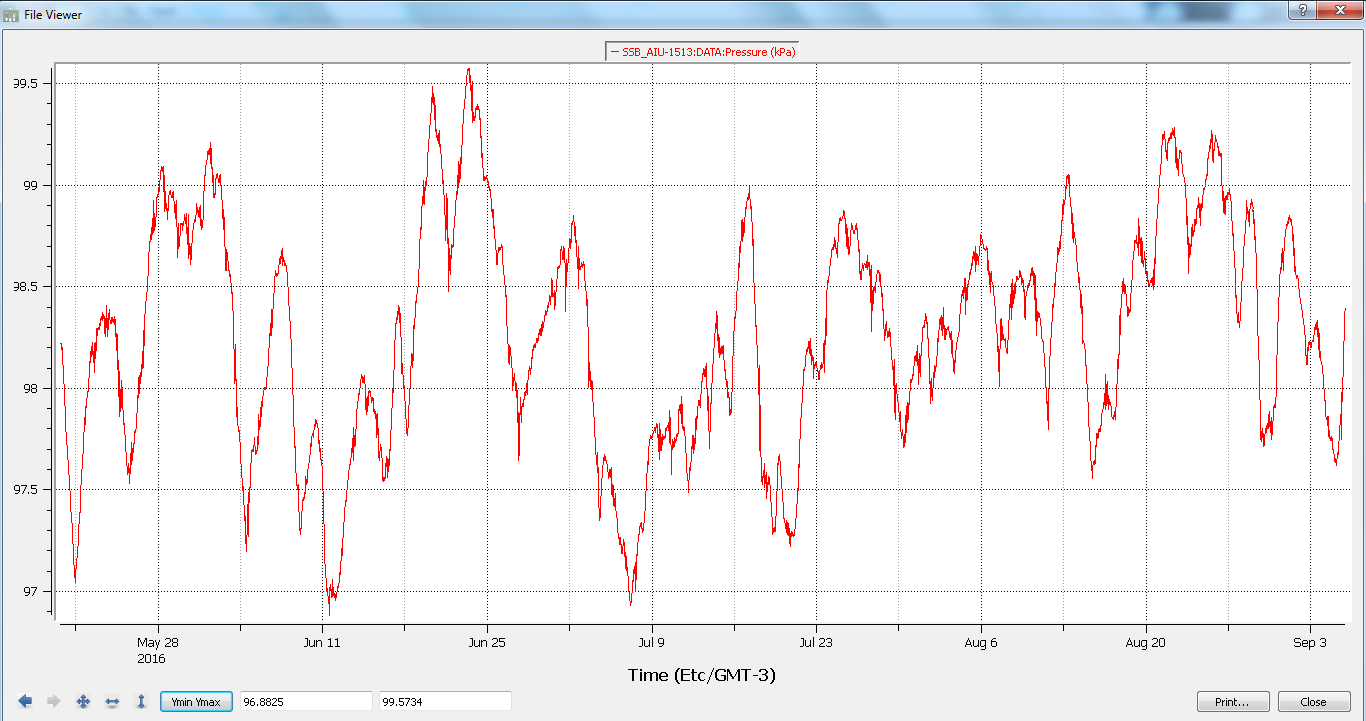 File Viewer
SSB_AIU-1513:DATA:Pressure (kPa)
99.5
99
98.5
98
97.5
97
May 28 Jun 11 Jun 25 Jul 9 Jul 23 Aug 6 Aug 20 Sep 3
2016
Time (Etc/GMT-3)
Ymin Ymax 96.8825 99.5734 Print... Close